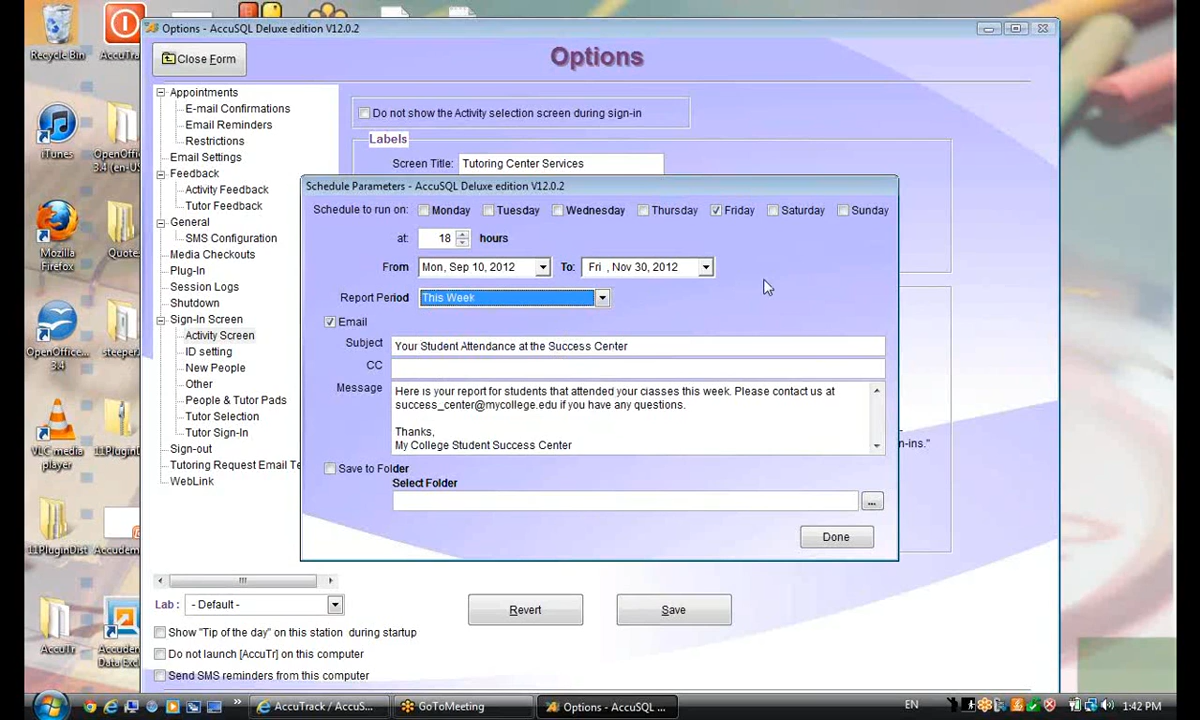 Recycle Bin
iTunes
Mozilla
Firefox
3.4
VLC media
player
11PluginDist
AccuTr
Options - AccuSQL Deluxe edition V12.0.2
Close Form
Options
Appointments
E-mail Confirmations
Email Reminders
Restrictions
Email Settings
Feedback
Activity Feedback
Tutor Feedback
General
SMS Configuration
Media Checkouts
Plug-In
Session Logs
Shutdown
Sign-In Screen
Activity Screen
ID setting
New People
Other
People & Tutor Pads
Tutor Selection
Tutor Sign-In
Sign-out
Tutoring Request Email Te
WebLink
Do not show the Activity selection screen during sign-in
Labels
Screen Title: Tutoring Center Services
Schedule Parameters - AccuSQL Deluxe edition V12.0.2
Schedule to run on: Monday Tuesday Wednesday Thursday Friday Saturday Sunday
at: 18 hours
From Mon, Sep 10, 2012 To: Fri , Nov 30, 2012
Report Period This Week
Email
Subject Your Student Attendance at the Success Center
CC
Message Here is your report for students that attended your classes this week. Please contact us at
success_center@mycollege.edu if you have any questions.
Thanks,
My College Student Success Center
Save to Folder
Select Folder
...
Done
n-ins."
Lab : - Default -
Revert
Save
Show "Tip of the day" on this station during startup
Do not launch [AccuTr] on this computer
Send SMS reminders from this computer
AccuTrack / AccuS...
GoToMeeting
Options - AccuSQL ...
EN
1:42 PM